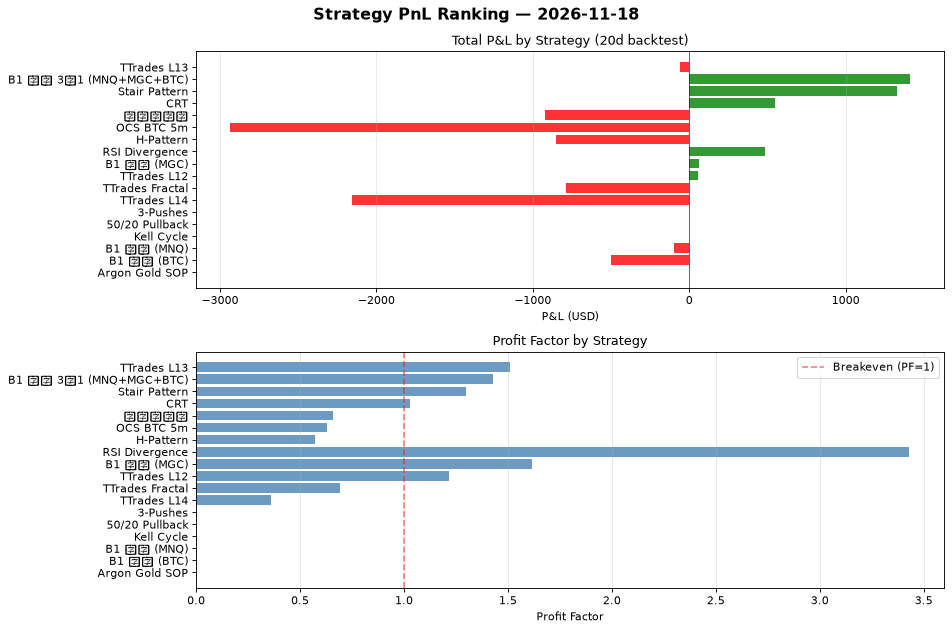 Strategy PnL Ranking — 2026-11-18
Total P&L by Strategy (20d backtest)
TTrades L13
B1 3 1 (MNQ+MGC+BTC)
Stair Pattern
CRT
OCS BTC 5m
H-Pattern
RSI Divergence
B1 (MGC)
TTrades L12
TTrades Fractal
TTrades L14
3-Pushes
50/20 Pullback
Kell Cycle
B1 (MNQ)
B1 (BTC)
Argon Gold SOP
−3000 −2000 −1000 0 1000
P&L (USD)
Profit Factor by Strategy
Breakeven (PF=1)
TTrades L13
B1 3 1 (MNQ+MGC+BTC)
Stair Pattern
CRT
OCS BTC 5m
H-Pattern
RSI Divergence
B1 (MGC)
TTrades L12
TTrades Fractal
TTrades L14
3-Pushes
50/20 Pullback
Kell Cycle
B1 (MNQ)
B1 (BTC)
Argon Gold SOP
0.0 0.5 1.0 1.5 2.0 2.5 3.0 3.5
Profit Factor